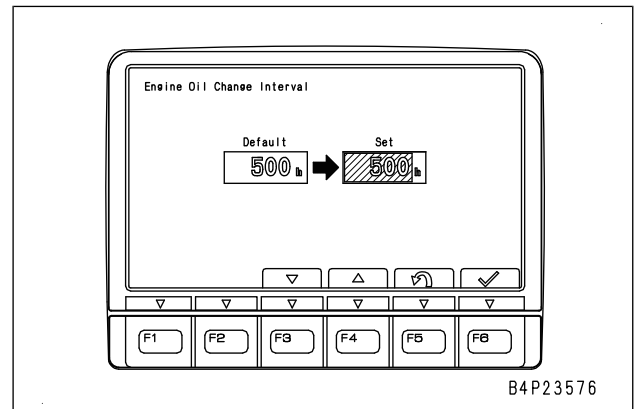 Engine Oil Change Interval
Default Set
500 h 500 h
F1 F2 F3 F4 F5 F6
B4P23576